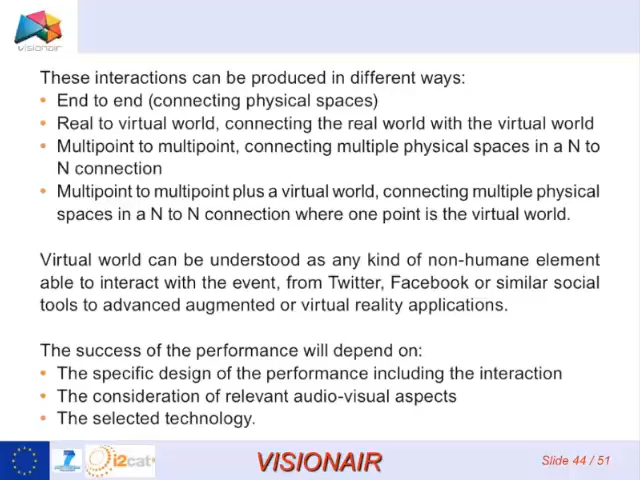 visionair
These interactions can be produced in different ways:
• End to end (connecting physical spaces)
• Real to virtual world, connecting the real world with the virtual world
• Multipoint to multipoint, connecting multiple physical spaces in a N to
N connection
• Multipoint to multipoint plus a virtual world, connecting multiple physical
spaces in a N to N connection where one point is the virtual world.
Virtual world can be understood as any kind of non-humane element
able to interact with the event, from Twitter, Facebook or similar social
tools to advanced augmented or virtual reality applications.
The success of the performance will depend on:
• The specific design of the performance including the interaction
• The consideration of relevant audio-visual aspects
• The selected technology.
i2cat
VISIONAIR
Slide 44 / 51